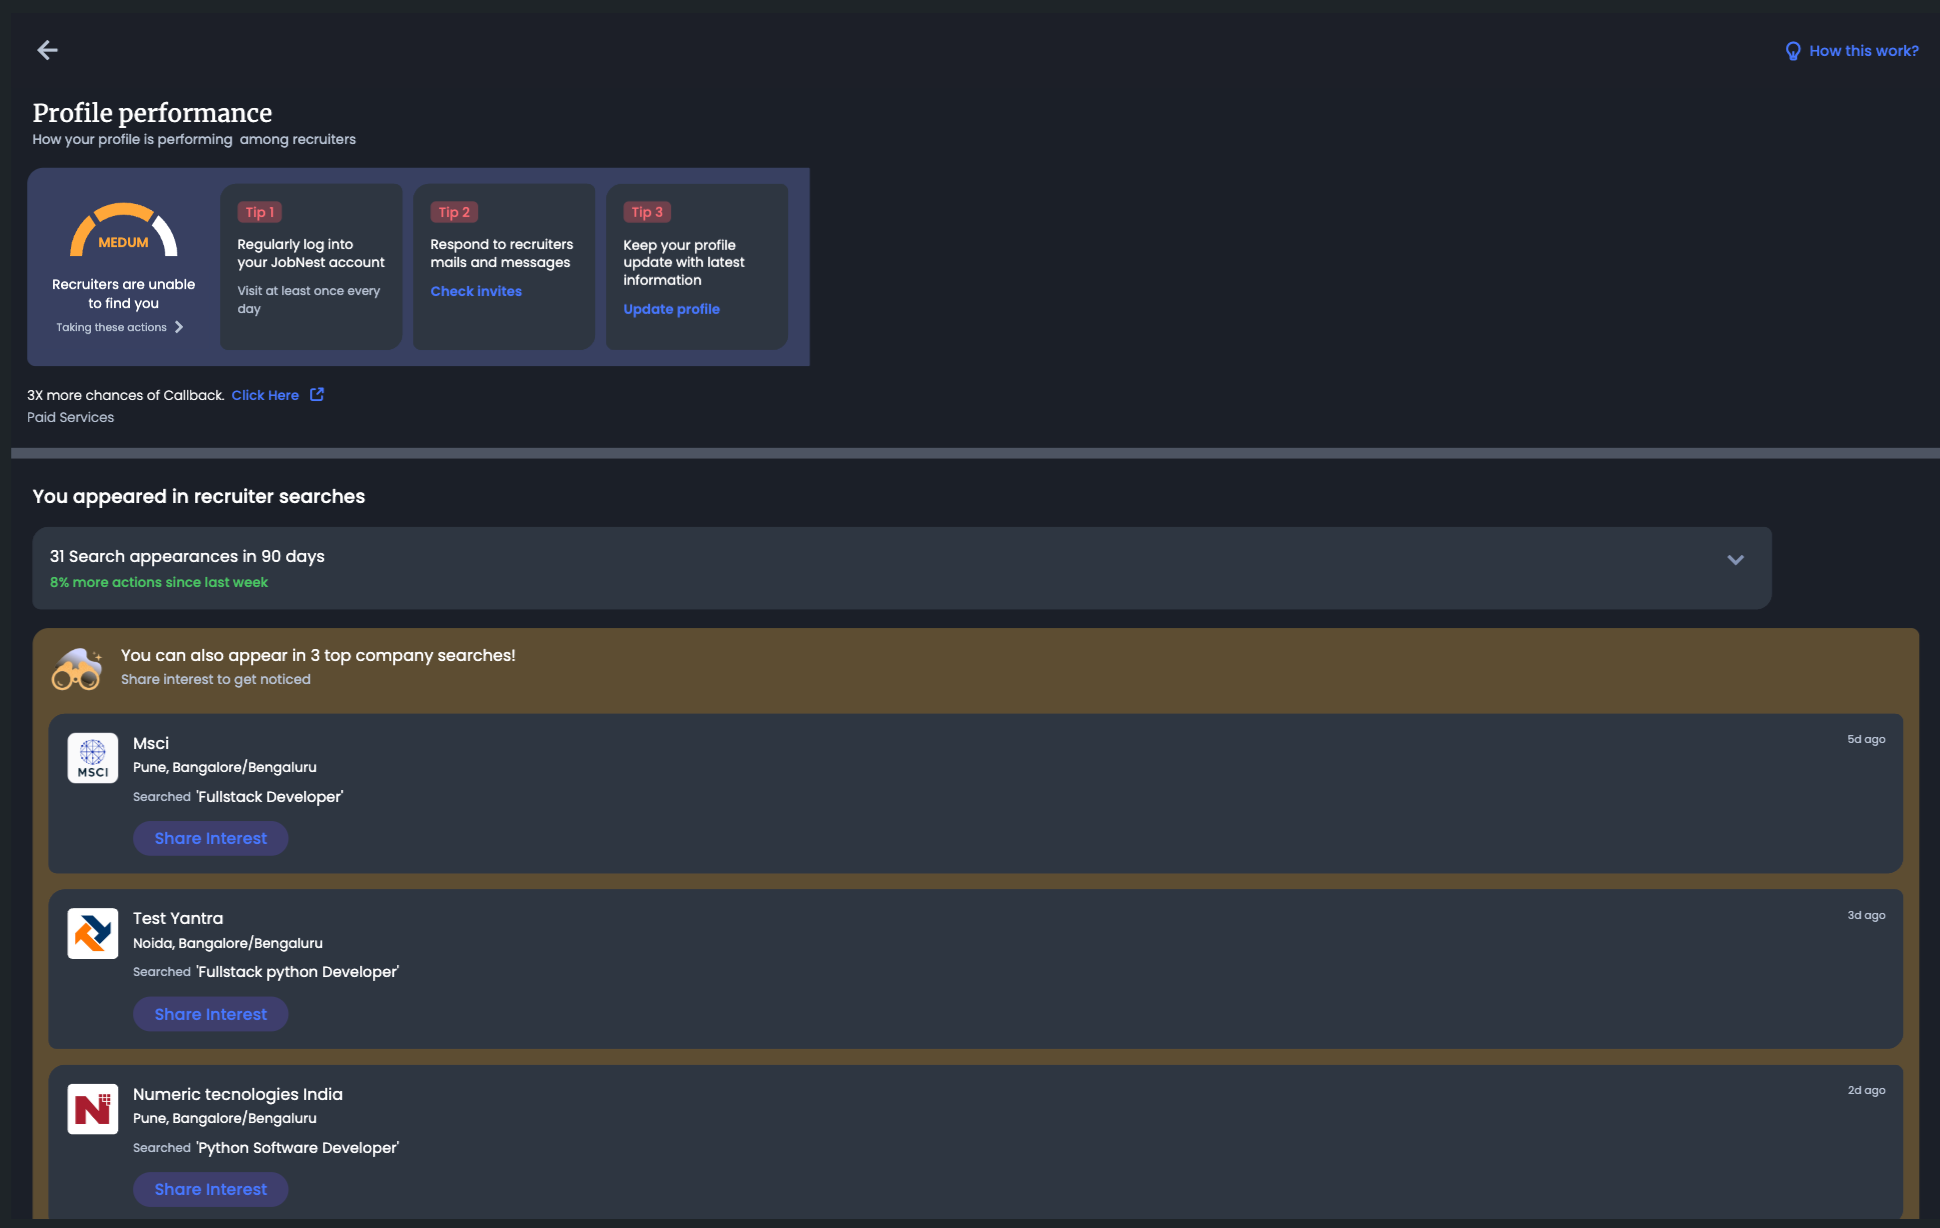 How this work?
Profile performance
How your profile is performing  among recruiters
MEDUM
Recruiters are unable
to find you
Taking these actions
Tip 1
Regularly log into
your JobNest account
Visit at least once every
day
Tip 2
Respond to recruiters
mails and messages
Check invites
Tip 3
Keep your profile
update with latest
information
Update profile
3X more chances of Callback. Click Here
Paid Services
You appeared in recruiter searches
31 Search appearances in 90 days
8% more actions since last week
You can also appear in 3 top company searches!
Share interest to get noticed
MSCI
Msci
5d ago
Pune, Bangalore/Bengaluru
Searched 'Fullstack Developer'
Share Interest
Test Yantra
3d ago
Noida, Bangalore/Bengaluru
Searched 'Fullstack python Developer'
Share Interest
N
Numeric tecnologies India
2d ago
Pune, Bangalore/Bengaluru
Searched 'Python Software Developer'
Share Interest